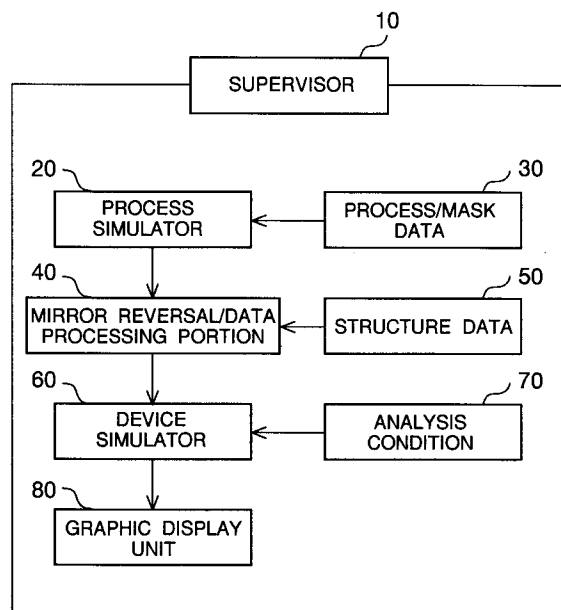 10
SUPERVISOR
20
PROCESS
SIMULATOR
30
PROCESS/MASK
DATA
40
MIRROR REVERSAL/DATA
PROCESSING PORTION
50
STRUCTURE DATA
60
DEVICE
SIMULATOR
70
ANALYSIS
CONDITION
80
GRAPHIC DISPLAY
UNIT